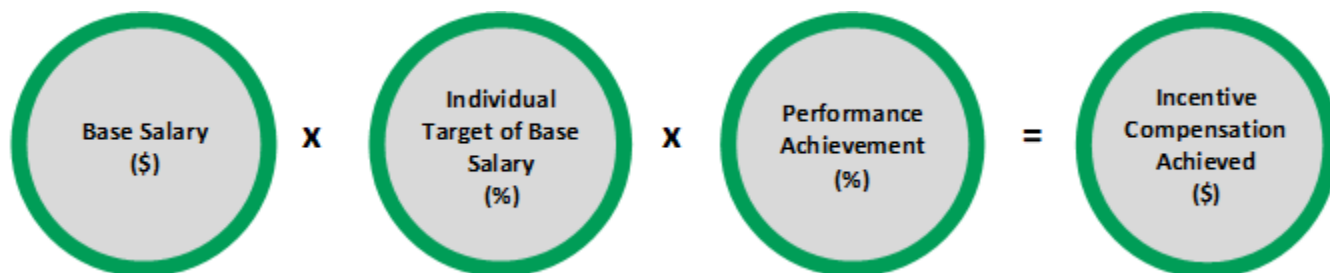 Base Salary
($)
x
Individual
Target of Base
Salary
(%)
x
Performance
Achievement
(%)
=
Incentive
Compensation
Achieved
($)